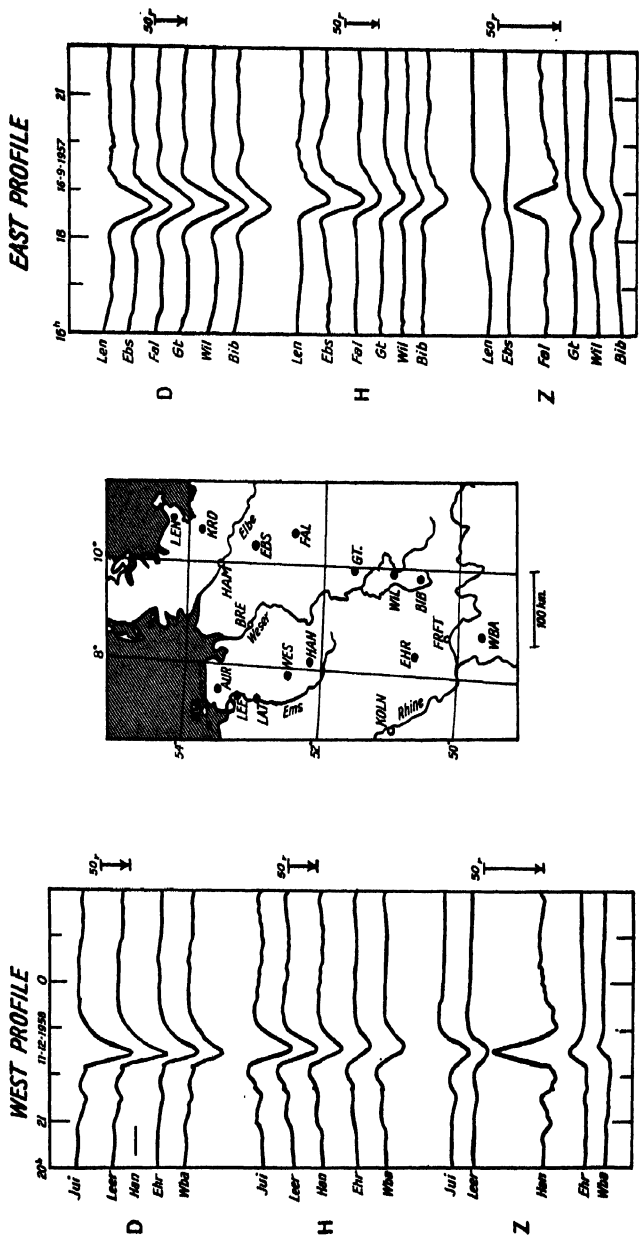 WEST PROFILE
20ʰ 21 11-12-1958 0
D
Jui
Leer
Han
Ehr
Wba
50γ
H
Jui
Leer
Han
Ehr
Wba
50γ
Z
Jui
Leer
Han
Ehr
Wba
50γ
8° 10°
54°
52°
50°
LEN
KRD
AUR
HAM
Elbe
BRE
LEE
LAT
Weser
EBS
WES
HAN
FAL
Ems
GT.
KOLN
Rhine
EHR
WIL
BIB
FRFT
WBA
100 km.
EAST PROFILE
16ʰ 18 16-9-1957 21
D
Len
Ebs
Fal
Gt
Wil
Bib
50γ
H
Len
Ebs
Fal
Gt
Wil
Bib
50γ
Z
Len
Ebs
Fal
Gt
Wil
Bib
50γ